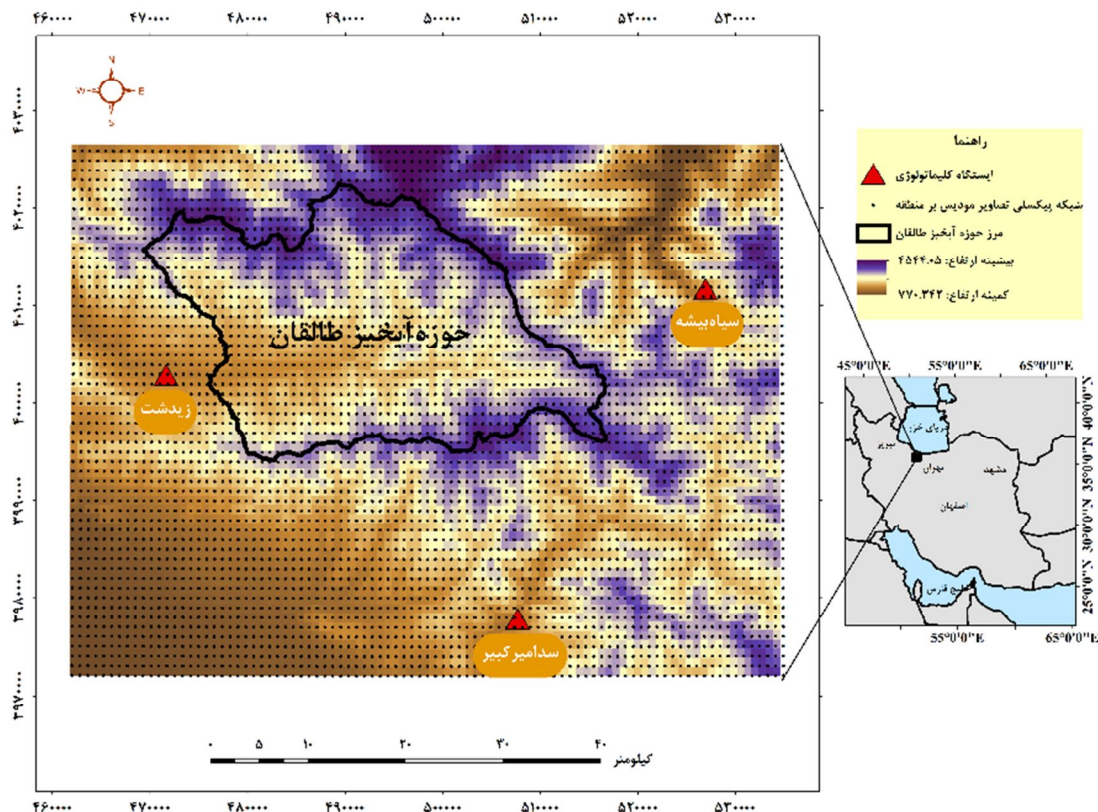 ۴۶۰۰۰۰ ۴۷۰۰۰۰ ۴۸۰۰۰۰ ۴۹۰۰۰۰ ۵۰۰۰۰۰ ۵۱۰۰۰۰ ۵۲۰۰۰۰ ۵۳۰۰۰۰
N
W E
S
۴۰۳۰۰۰۰
۴۰۲۰۰۰۰
۴۰۱۰۰۰۰
۴۰۰۰۰۰۰
۳۹۹۰۰۰۰
۳۹۸۰۰۰۰
۳۹۷۰۰۰۰
حوزه آبخیز طالقان
سیاه‌بیشه
زیدشت
سدامیرکبیر
راهنما
ایستگاه کلیماتولوژی
شبکه پیکسلی تصاویر مودیس بر منطقه
مرز حوزه آبخیز طالقان
بیشینه ارتفاع: ۴۵۴۴.۰۵
کمینه ارتفاع: ۷۷۰.۳۴۲
45°0'0"E 55°0'0"E 65°0'0"E
40°0'0"N
35°0'0"N
30°0'0"N
25°0'0"N
دریای خزر
تبریز
تهران
مشهد
اصفهان
خلیج فارس
55°0'0"E 65°0'0"E
۰ ۵ ۱۰ ۲۰ ۳۰ ۴۰
کیلومتر
۴۶۰۰۰۰ ۴۷۰۰۰۰ ۴۸۰۰۰۰ ۴۹۰۰۰۰ ۵۰۰۰۰۰ ۵۱۰۰۰۰ ۵۲۰۰۰۰ ۵۳۰۰۰۰